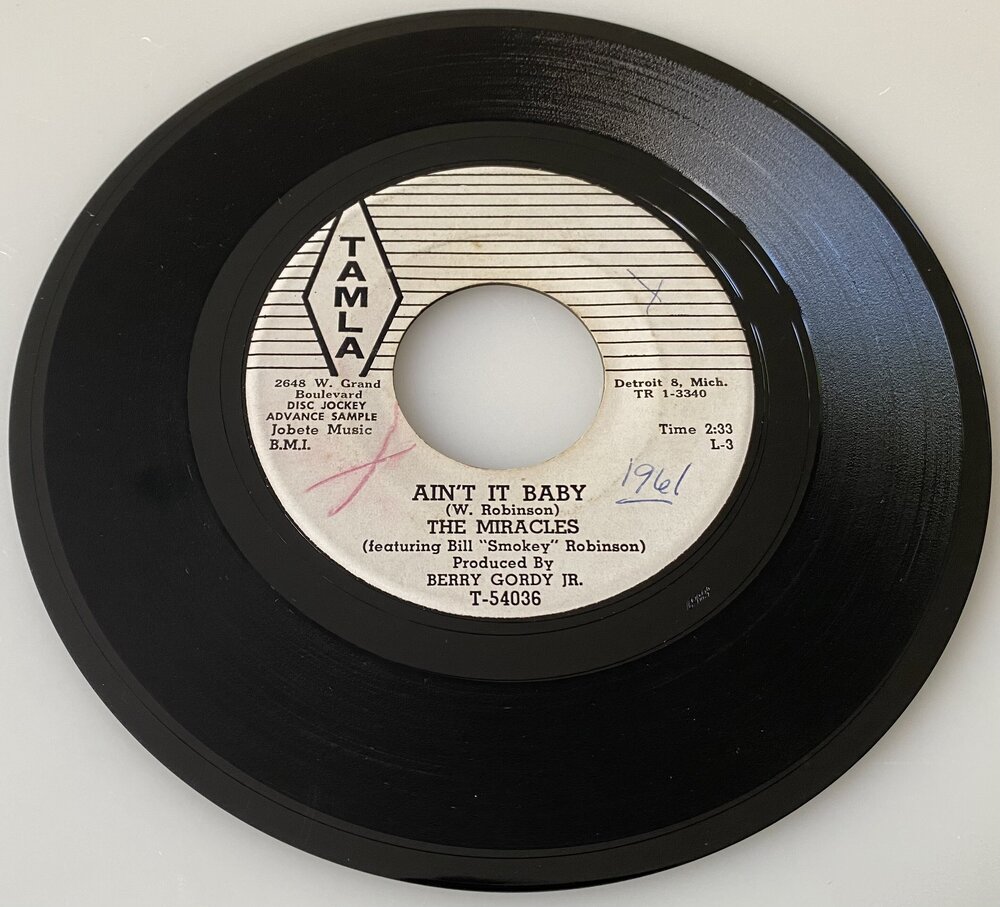 TAMLA
2648 W. Grand
Boulevard
DISC JOCKEY
ADVANCE SAMPLE
Jobete Music
B.M.I.
Detroit 8, Mich.
TR 1-3340
Time 2:33
L-3
1961
AIN'T IT BABY
(W. Robinson)
THE MIRACLES
(featuring Bill "Smokey" Robinson)
Produced By
BERRY GORDY JR.
T-54036